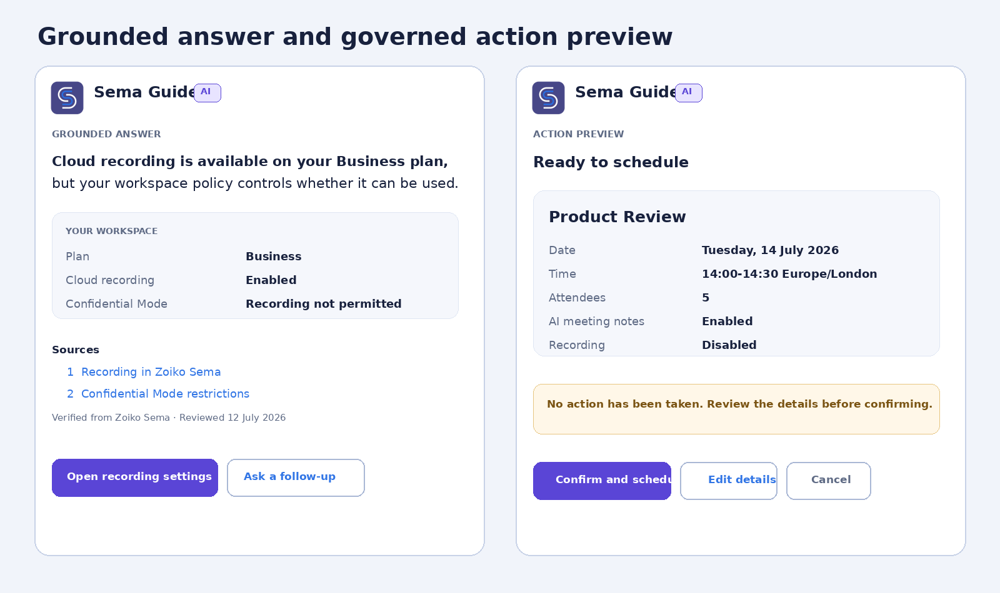 Grounded answer and governed action preview
Sema Guide AI
GROUNDED ANSWER
Cloud recording is available on your Business plan,
but your workspace policy controls whether it can be used.
YOUR WORKSPACE
Plan Business
Cloud recording Enabled
Confidential Mode Recording not permitted
Sources
1 Recording in Zoiko Sema
2 Confidential Mode restrictions
Verified from Zoiko Sema · Reviewed 12 July 2026
Open recording settings
Ask a follow-up
Sema Guide AI
ACTION PREVIEW
Ready to schedule
Product Review
Date Tuesday, 14 July 2026
Time 14:00-14:30 Europe/London
Attendees 5
AI meeting notes Enabled
Recording Disabled
No action has been taken. Review the details before confirming.
Confirm and schedu
Edit details
Cancel